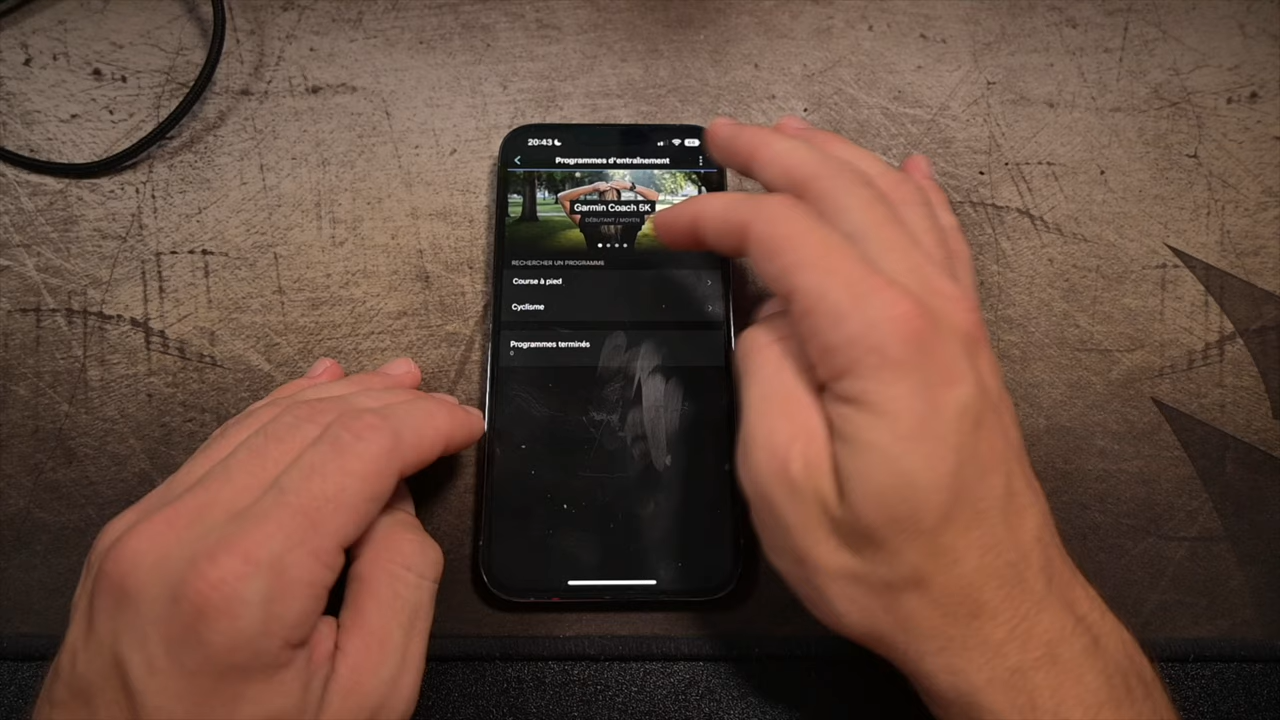 20:43
Programmes d'entraînement
Garmin Coach 5K
DÉBUTANT / MOYEN
RECHERCHER UN PROGRAMME
Course à pied
Cyclisme
Programmes terminés
0